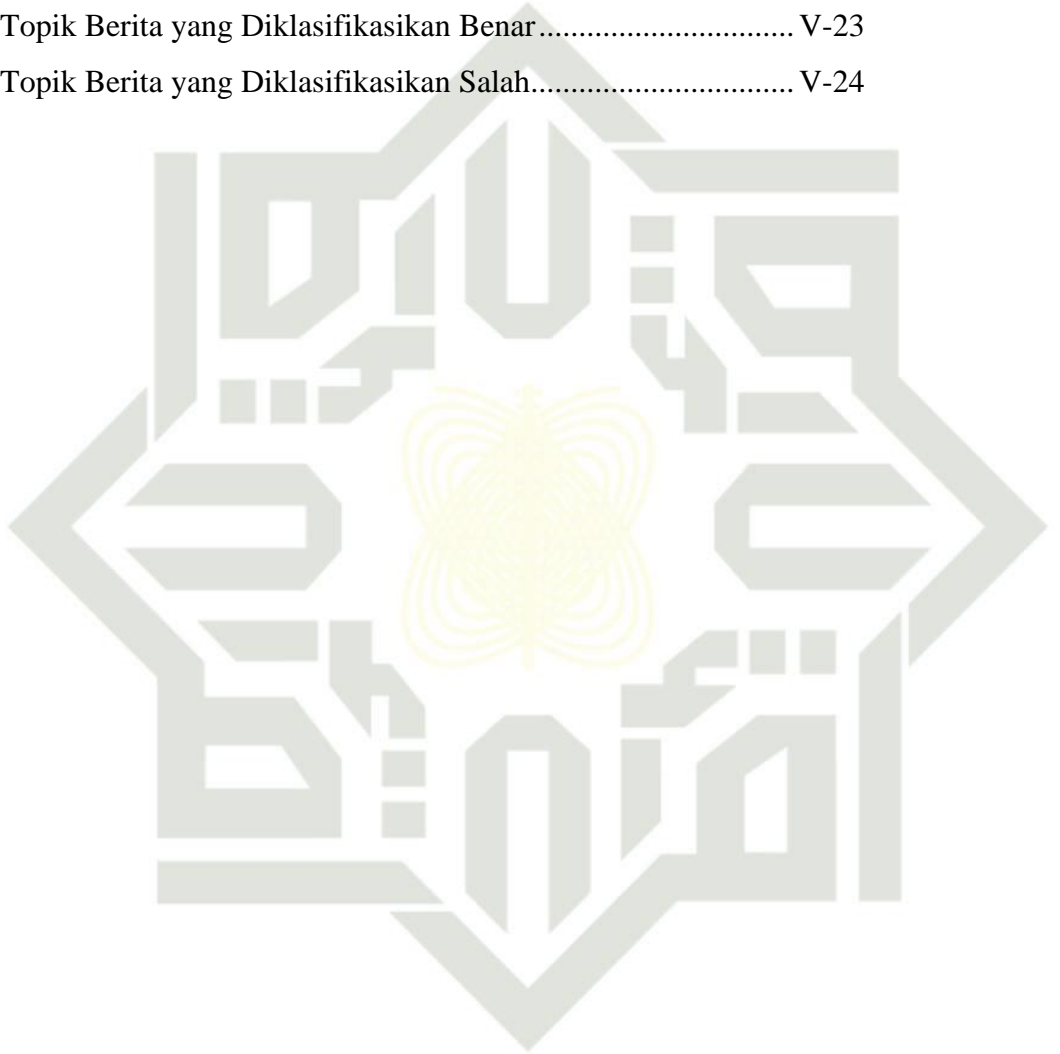 Topik Berita yang Diklasifikasikan Benar................................ V-23
Topik Berita yang Diklasifikasikan Salah................................. V-24